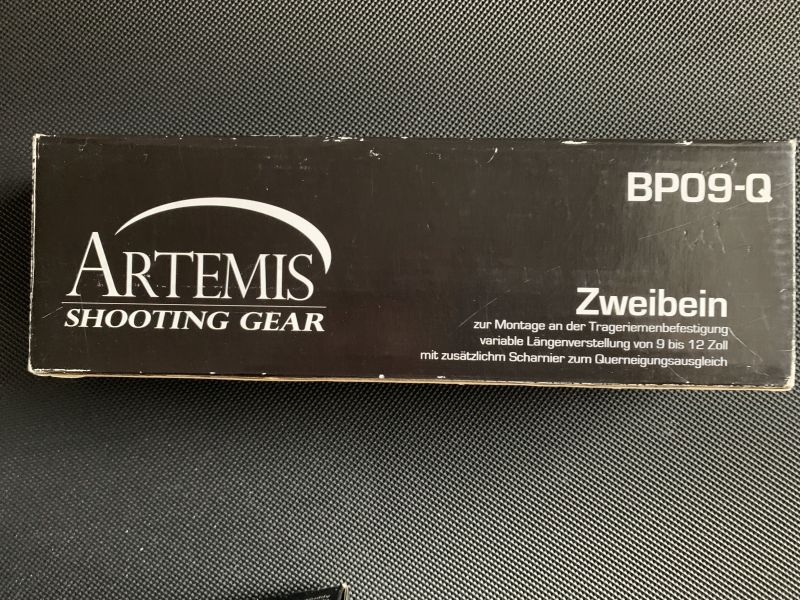 BP09-Q
ARTEMIS
SHOOTING GEAR
Zweibein
zur Montage an der Trageriemenbefestigung
variable Längenverstellung von 9 bis 12 Zoll
mit zusätzlichm Scharnier zum Querneigungsausgleich